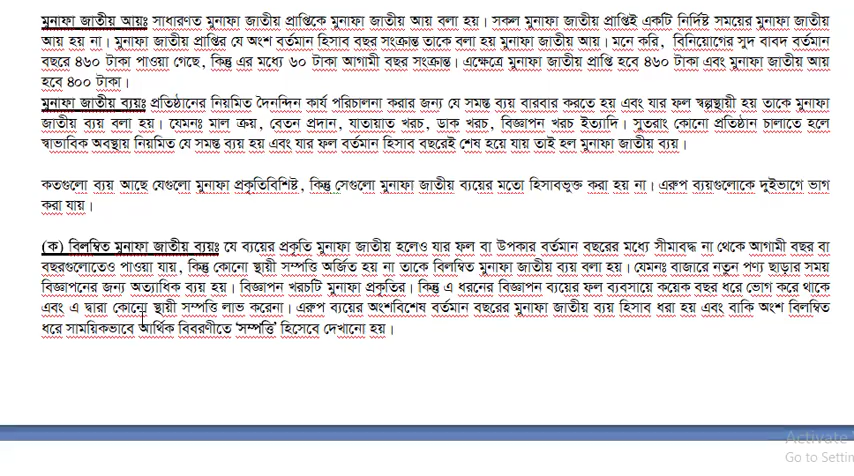 মুনাফা জাতীয় আয়ঃ সাধারণত মুনাফা জাতীয় প্রাপ্তিকে মুনাফা জাতীয় আয় বলা হয়। সকল মুনাফা জাতীয় প্রাপ্তিই একটি নির্দিষ্ট সময়ের মুনাফা জাতীয়
আয় হয় না। মুনাফা জাতীয় প্রাপ্তির যে অংশ বর্তমান হিসাব বছর সংক্রান্ত তাকে বলা হয় মুনাফা জাতীয় আয়। মনে করি, বিনিয়োগের সুদ বাবদ বর্তমান
বছরে ৪৬০ টাকা পাওয়া গেছে, কিন্তু এর মধ্যে ৬০ টাকা আগামী বছর সংক্রান্ত। এক্ষেত্রে মুনাফা জাতীয় প্রাপ্তি হবে ৪৬০ টাকা এবং মুনাফা জাতীয় আয়
হবে ৪০০ টাকা।
মুনাফা জাতীয় ব্যয়ঃ প্রতিষ্ঠানের নিয়মিত দৈনন্দিন কার্য পরিচালনা করার জন্য যে সমস্ত ব্যয় বারবার করতে হয় এবং যার ফল স্বল্পস্থায়ী হয় তাকে মুনাফা
জাতীয় ব্যয় বলা হয়। যেমনঃ মাল ক্রয়, বেতন প্রদান, যাতায়াত খরচ, ডাক খরচ, বিজ্ঞাপন খরচ ইত্যাদি। সুতরাং কোনো প্রতিষ্ঠান চালাতে হলে
স্বাভাবিক অবস্থায় নিয়মিত যে সমস্ত ব্যয় হয় এবং যার ফল বর্তমান হিসাব বছরেই শেষ হয়ে যায় তাই হল মুনাফা জাতীয় ব্যয়।
কতগুলো ব্যয় আছে যেগুলো মুনাফা প্রকৃতিবিশিষ্ট, কিন্তু সেগুলো মুনাফা জাতীয় ব্যয়ের মতো হিসাবভুক্ত করা হয় না। এরুপ ব্যয়গুলোকে দুইভাগে ভাগ
করা যায়।
(ক) বিলম্বিত মুনাফা জাতীয় ব্যয়ঃ যে ব্যয়ের প্রকৃতি মুনাফা জাতীয় হলেও যার ফল বা উপকার বর্তমান বছরের মধ্যে সীমাবদ্ধ না থেকে আগামী বছর বা
বছরগুলোতেও পাওয়া যায়, কিন্তু কোনো স্থায়ী সম্পত্তি অর্জিত হয় না তাকে বিলম্বিত মুনাফা জাতীয় ব্যয় বলা হয়। যেমনঃ বাজারে নতুন পণ্য ছাড়ার সময়
বিজ্ঞাপনের জন্য অত্যাধিক ব্যয় হয়। বিজ্ঞাপন খরচটি মুনাফা প্রকৃতির। কিন্তু এ ধরনের বিজ্ঞাপন ব্যয়ের ফল ব্যবসায়ে কয়েক বছর ধরে ভোগ করে থাকে
এবং এ দ্বারা কোনো স্থায়ী সম্পত্তি লাভ করেনা। এরুপ ব্যয়ের অংশবিশেষ বর্তমান বছরের মুনাফা জাতীয় ব্যয় হিসাব ধরা হয় এবং বাকি অংশ বিলম্বিত
ধরে সাময়িকভাবে আর্থিক বিবরণীতে 'সম্পত্তি' হিসেবে দেখানো হয়।
Activate
Go to Settin